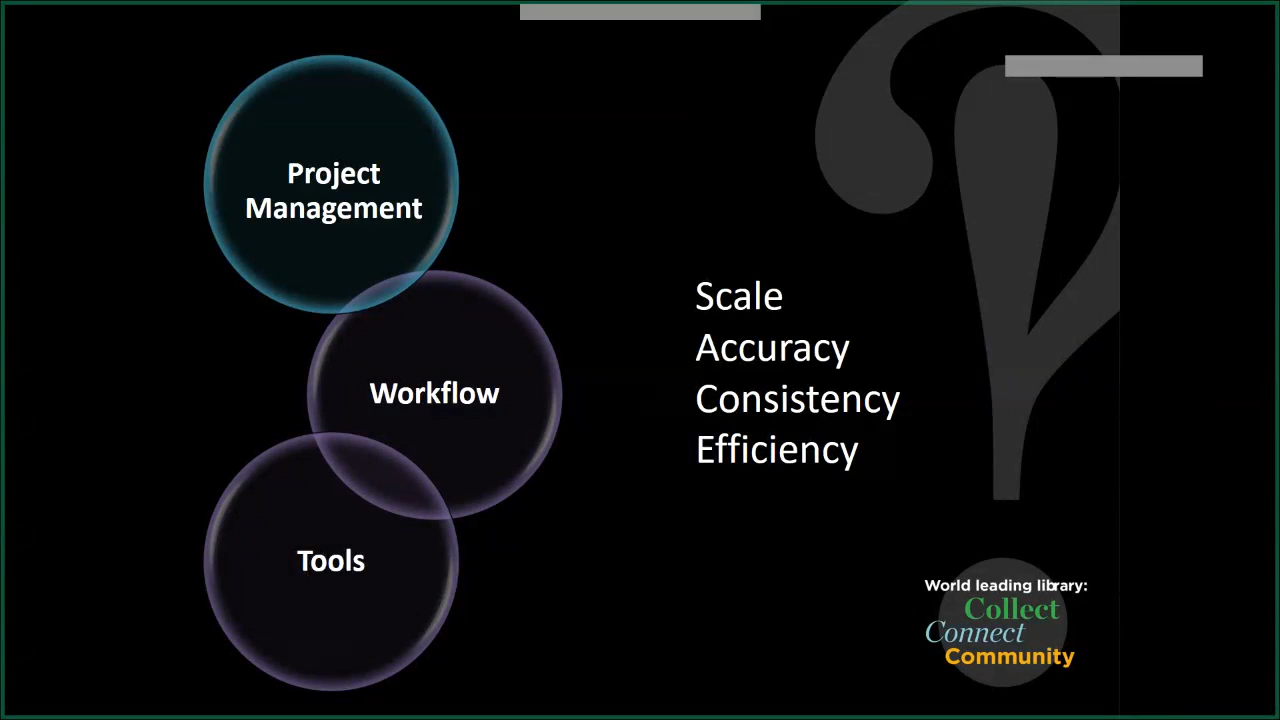 Project
Management
Workflow
Tools
Scale
Accuracy
Consistency
Efficiency
World leading library:
Collect
Connect
Community